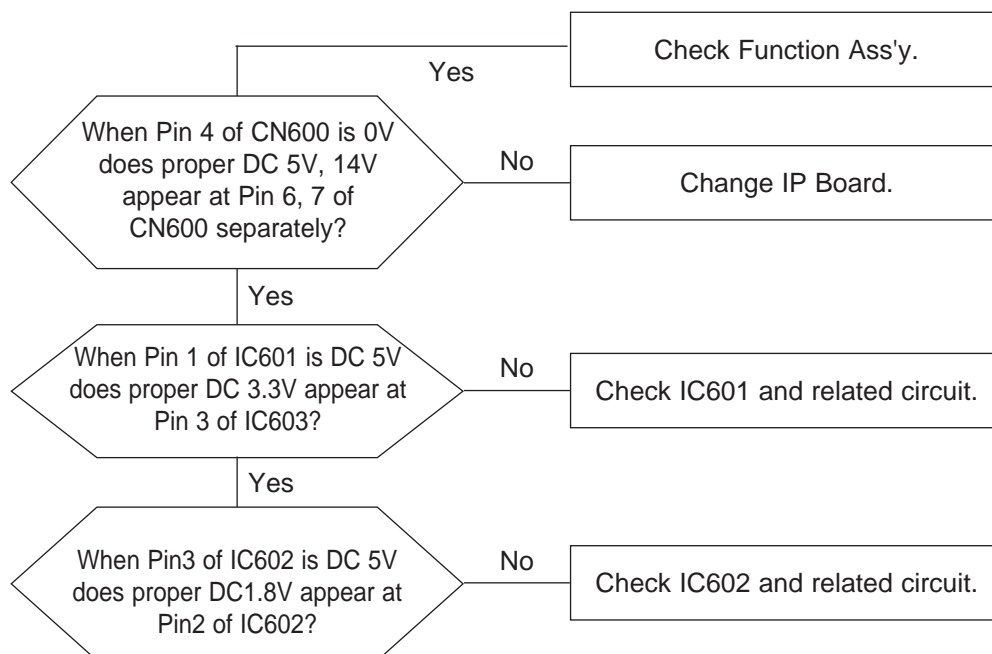 Check Function Ass'y.
Yes
When Pin 4 of CN600 is 0V
does proper DC 5V, 14V
appear at Pin 6, 7 of
CN600 separately?
No
Change IP Board.
Yes
When Pin 1 of IC601 is DC 5V
does proper DC 3.3V appear at
Pin 3 of IC603?
No
Check IC601 and related circuit.
Yes
When Pin3 of IC602 is DC 5V
does proper DC1.8V appear at
Pin2 of IC602?
No
Check IC602 and related circuit.